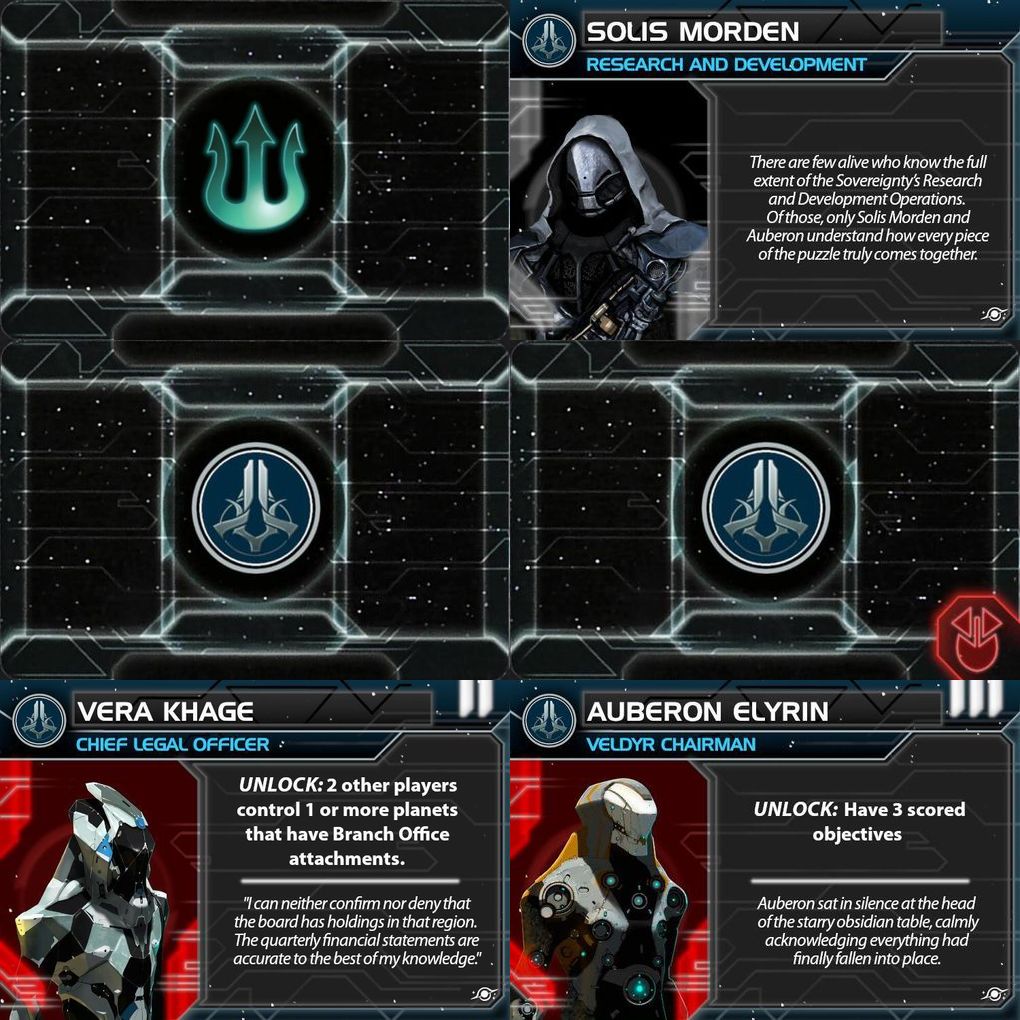 SOLIS MORDEN
RESEARCH AND DEVELOPMENT
There are few alive who know the full
extent of the Sovereignty's Research
and Development Operations.
Of those, only Solis Morden and
Auberon understand how every piece
of the puzzle truly comes together.
VERA KHAGE
II
CHIEF LEGAL OFFICER
UNLOCK: 2 other players
control 1 or more planets
that have Branch Office
attachments.
"I can neither confirm nor deny that
the board has holdings in that region.
The quarterly financial statements are
accurate to the best of my knowledge."
AUBERON ELYRIN
III
VELDYR CHAIRMAN
UNLOCK: Have 3 scored
objectives
Auberon sat in silence at the head
of the starry obsidian table, calmly
acknowledging everything had
finally fallen into place.